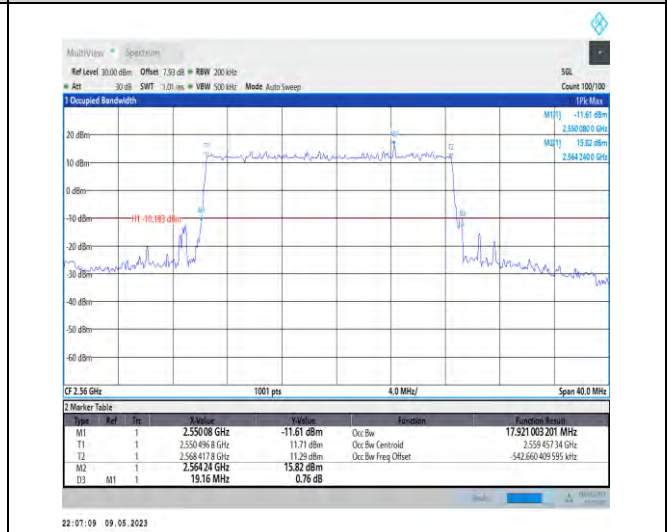 MultiView Spectrum
Ref Level 30.00 dBm Offset 7.93 dB RBW 200 kHz SGL
Att 30 dB SWT 1.01 ms VBW 500 kHz Mode Auto Sweep Count 100/100
1 Occupied Bandwidth 1Pk Max
M1[1] -11.61 dBm
2.550 080 0 GHz
M2[1] 15.82 dBm
2.564 240 0 GHz
20 dBm
M2
T1
T2
10 dBm
0 dBm
M1
D3
-10 dBm
H1 -10.183 dBm
-20 dBm
-30 dBm
-40 dBm
-50 dBm
-60 dBm
CF 2.56 GHz 1001 pts 4.0 MHz/ Span 40.0 MHz
2 Marker Table
Type Ref Trc X-Value Y-Value Function Function Result
M1 1 2.55008 GHz -11.61 dBm Occ Bw 17.921 003 201 MHz
T1 1 2.550 496 8 GHz 11.71 dBm Occ Bw Centroid 2.559 457 34 GHz
T2 1 2.568 417 8 GHz 11.29 dBm Occ Bw Freq Offset -542.660 409 595 kHz
M2 1 2.56424 GHz 15.82 dBm
D3 M1 1 19.16 MHz 0.76 dB
22:07:09 09.05.2023